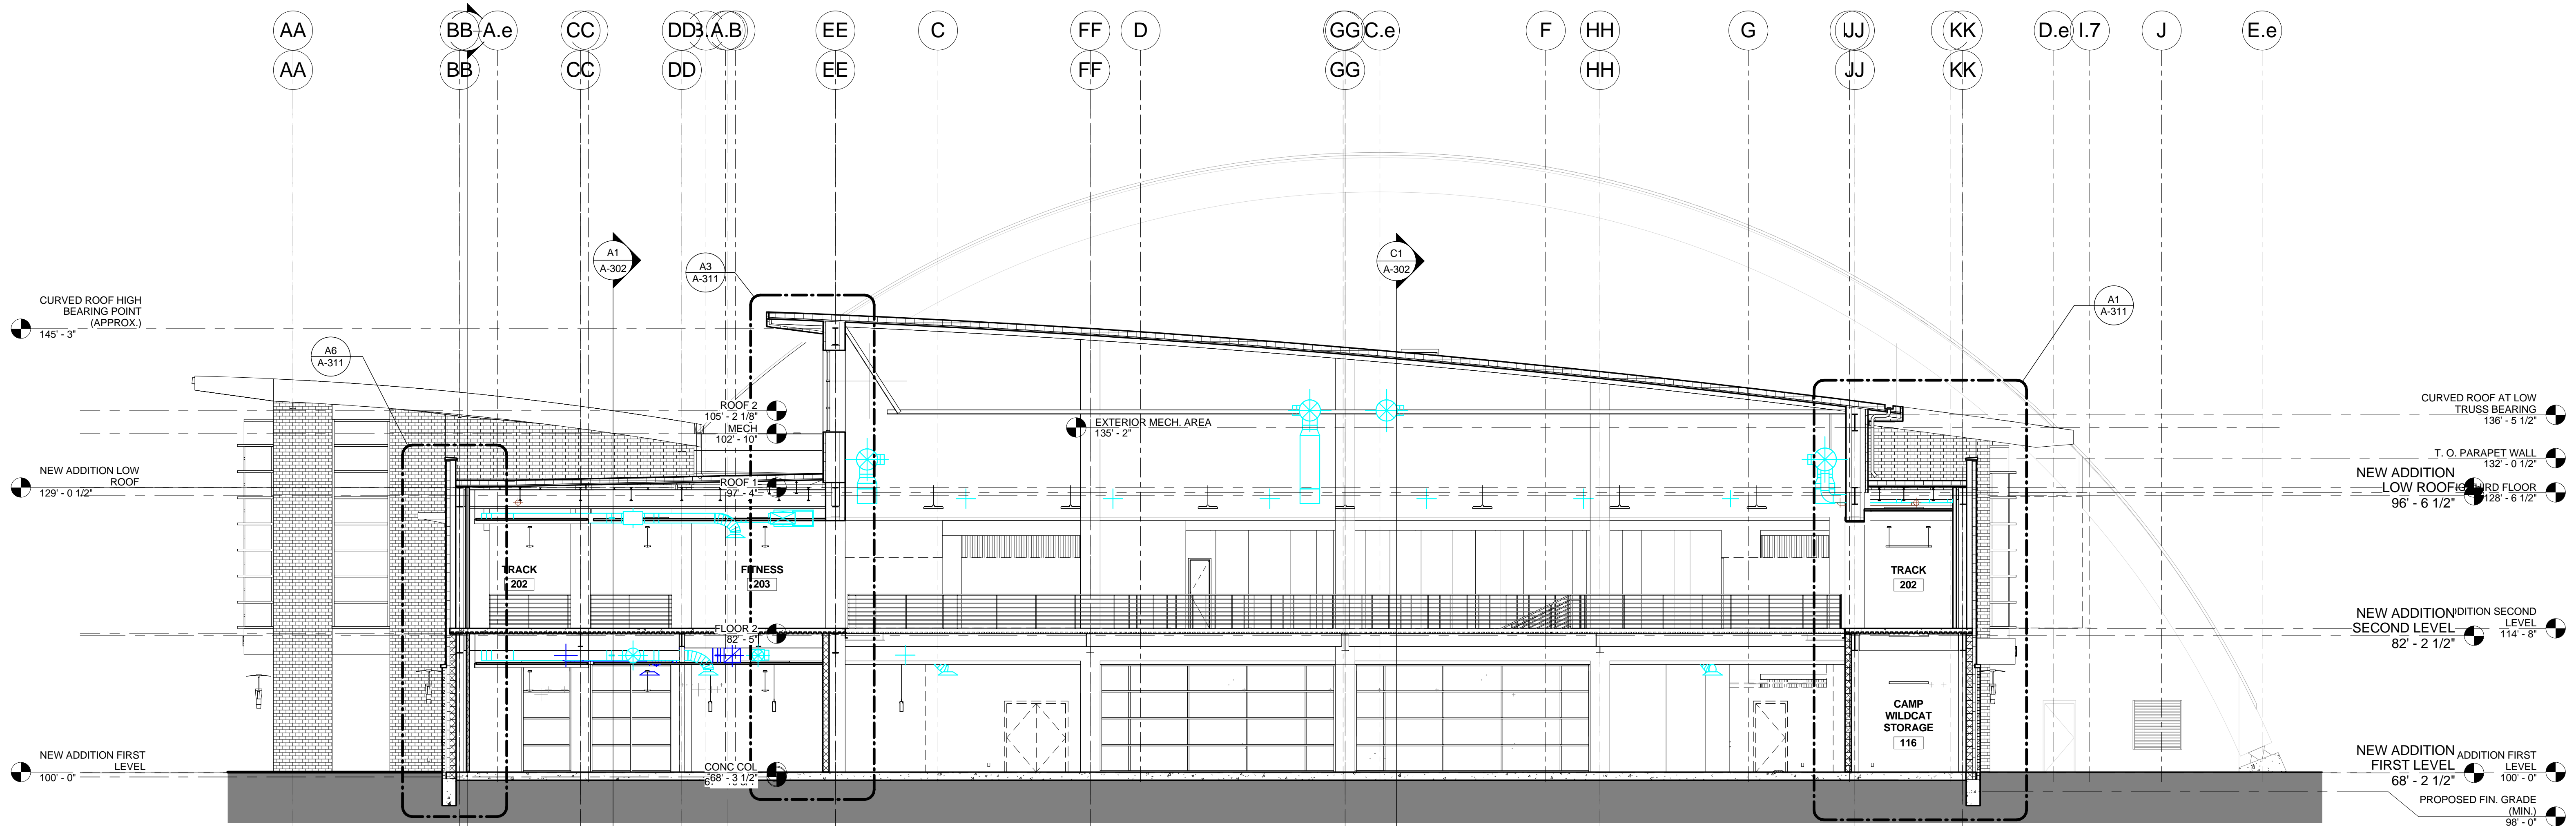 AA
BB
A.e
CC
DD
A.B
EE
C
FF
D
GG
C.e
F
HH
G
JJ
KK
D.e
I.7
J
E.e
AA
BB
CC
DD
EE
FF
GG
HH
JJ
KK
A1
A-302
A3
A-311
C1
A-302
A1
A-311
A6
A-311
CURVED ROOF HIGH
BEARING POINT
(APPROX.)
145' - 3"
NEW ADDITION LOW
ROOF
129' - 0 1/2"
NEW ADDITION FIRST
LEVEL
100' - 0"
ROOF 2
105' - 2 1/8"
MECH
102' - 10"
ROOF 1
97' - 4"
FLOOR 2
82' - 5"
CONC COL
68' - 3 1/2"
EXTERIOR MECH. AREA
135' - 2"
TRACK
202
FITNESS
203
TRACK
202
CAMP
WILDCAT
STORAGE
116
CURVED ROOF AT LOW
TRUSS BEARING
136' - 5 1/2"
T. O. PARAPET WALL
132' - 0 1/2"
NEW ADDITION
LOW ROOF
96' - 6 1/2"
FLOOR
128' - 6 1/2"
NEW ADDITION
SECOND LEVEL
82' - 2 1/2"
SECOND
LEVEL
114' - 8"
NEW ADDITION
FIRST LEVEL
68' - 2 1/2"
ADDITION FIRST
LEVEL
100' - 0"
PROPOSED FIN. GRADE
(MIN.)
98' - 0"